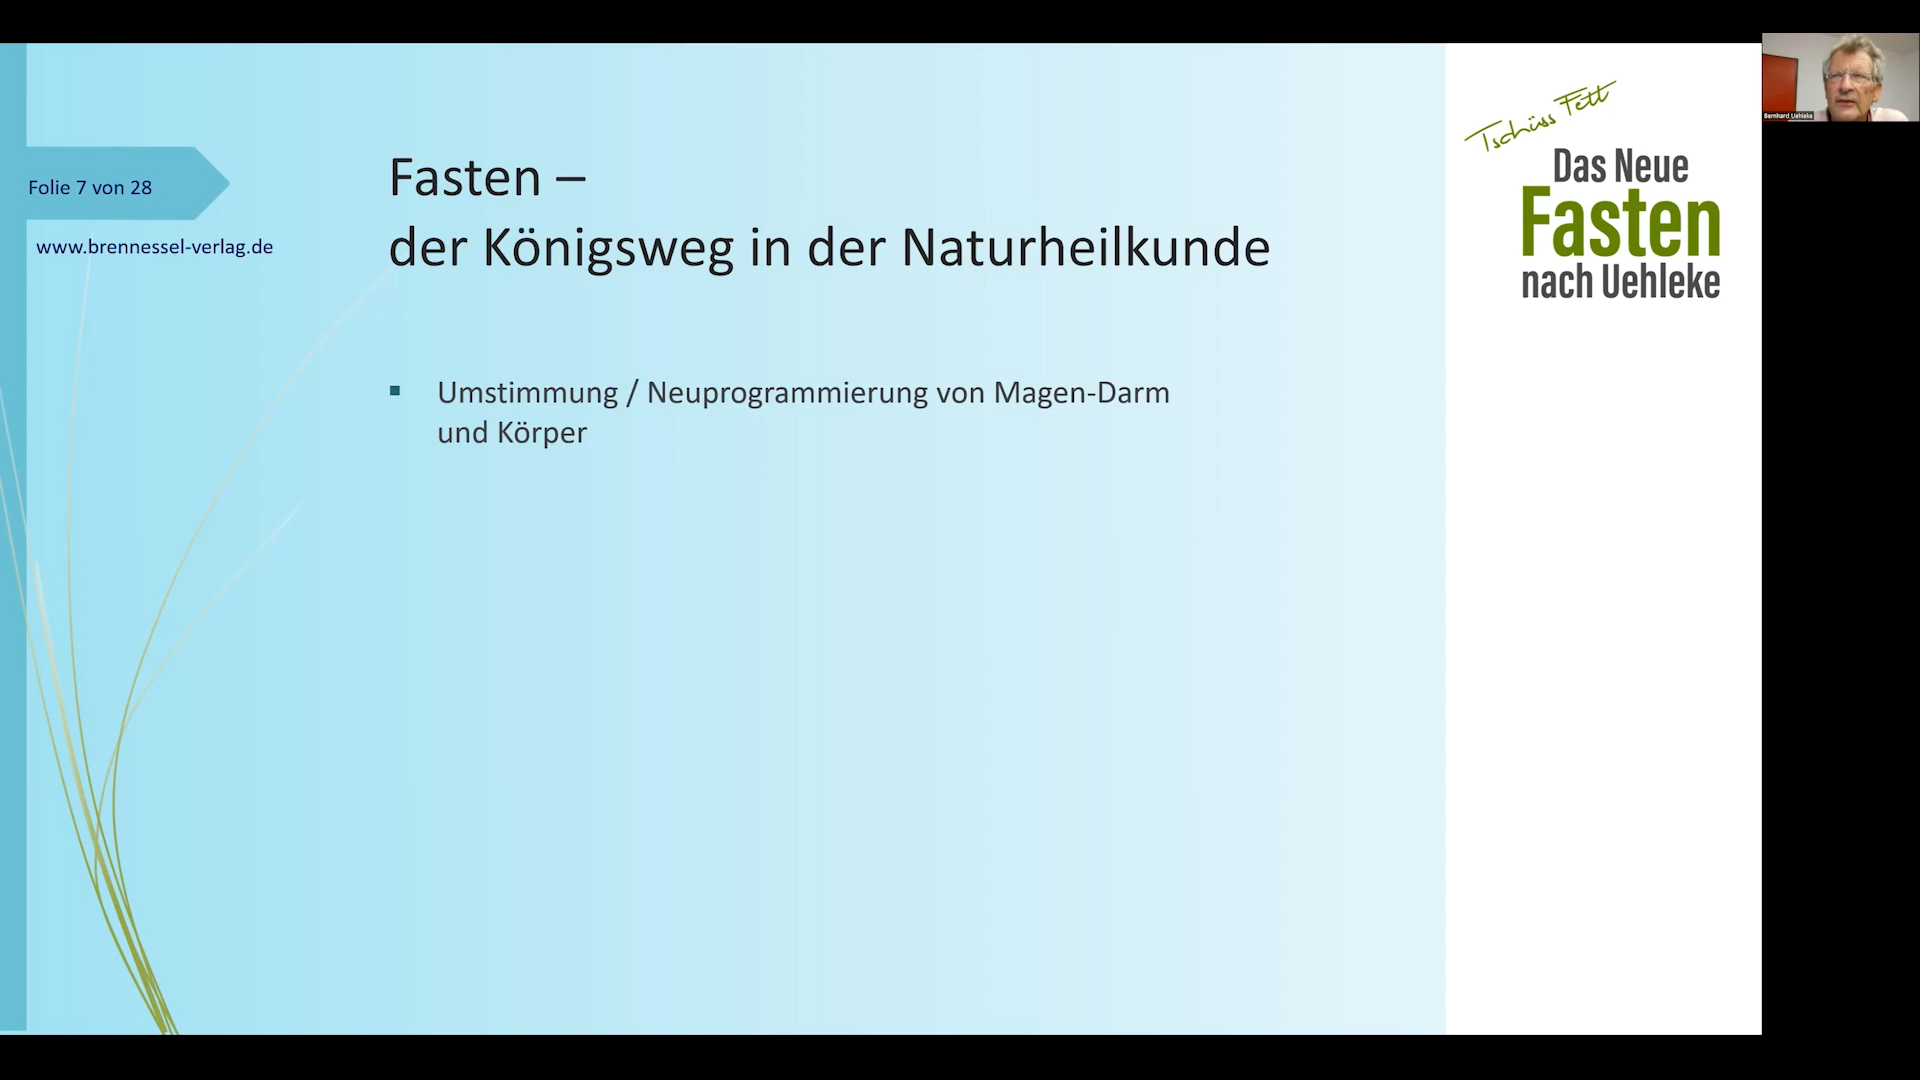 Folie 7 von 28
www.brennessel-verlag.de
Fasten –
der Königsweg in der Naturheilkunde
▪ Umstimmung / Neuprogrammierung von Magen-Darm
und Körper
Tschüss Fett
Das Neue
Fasten
nach Uehleke
Bernhard Uehleke